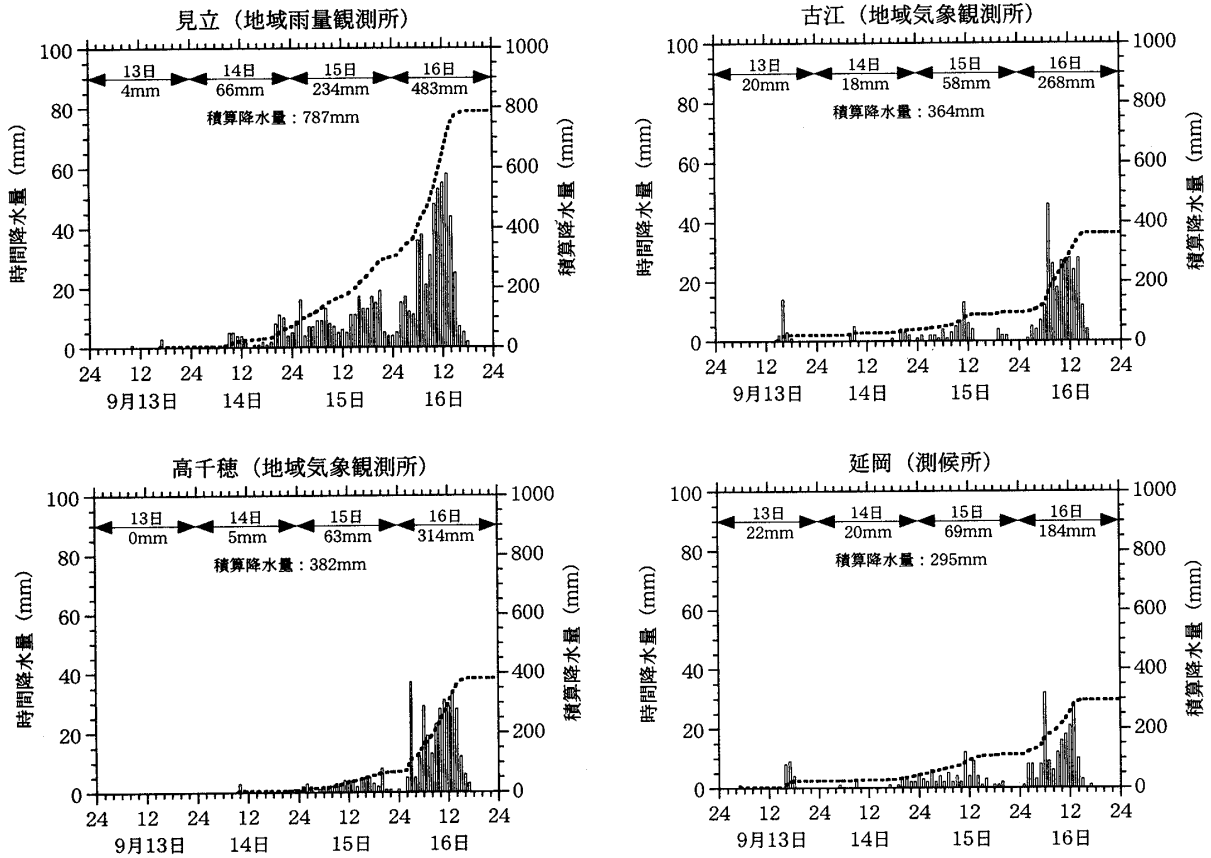 見立（地域雨量観測所）
100
80
60
40
20
0
時間降水量（mm）
1000
800
600
400
200
0
積算降水量（mm）
13日 14日 15日 16日
4mm 66mm 234mm 483mm
積算降水量：787mm
24 12 24 12 24 12 24 12 24
9月13日 14日 15日 16日
古江（地域気象観測所）
100
80
60
40
20
0
時間降水量（mm）
1000
800
600
400
200
0
積算降水量（mm）
13日 14日 15日 16日
20mm 18mm 58mm 268mm
積算降水量：364mm
24 12 24 12 24 12 24 12 24
9月13日 14日 15日 16日
高千穂（地域気象観測所）
100
80
60
40
20
0
時間降水量（mm）
1000
800
600
400
200
0
積算降水量（mm）
13日 14日 15日 16日
0mm 5mm 63mm 314mm
積算降水量：382mm
24 12 24 12 24 12 24 12 24
9月13日 14日 15日 16日
延岡（測候所）
100
80
60
40
20
0
時間降水量（mm）
1000
800
600
400
200
0
積算降水量（mm）
13日 14日 15日 16日
22mm 20mm 69mm 184mm
積算降水量：295mm
24 12 24 12 24 12 24 12 24
9月13日 14日 15日 16日